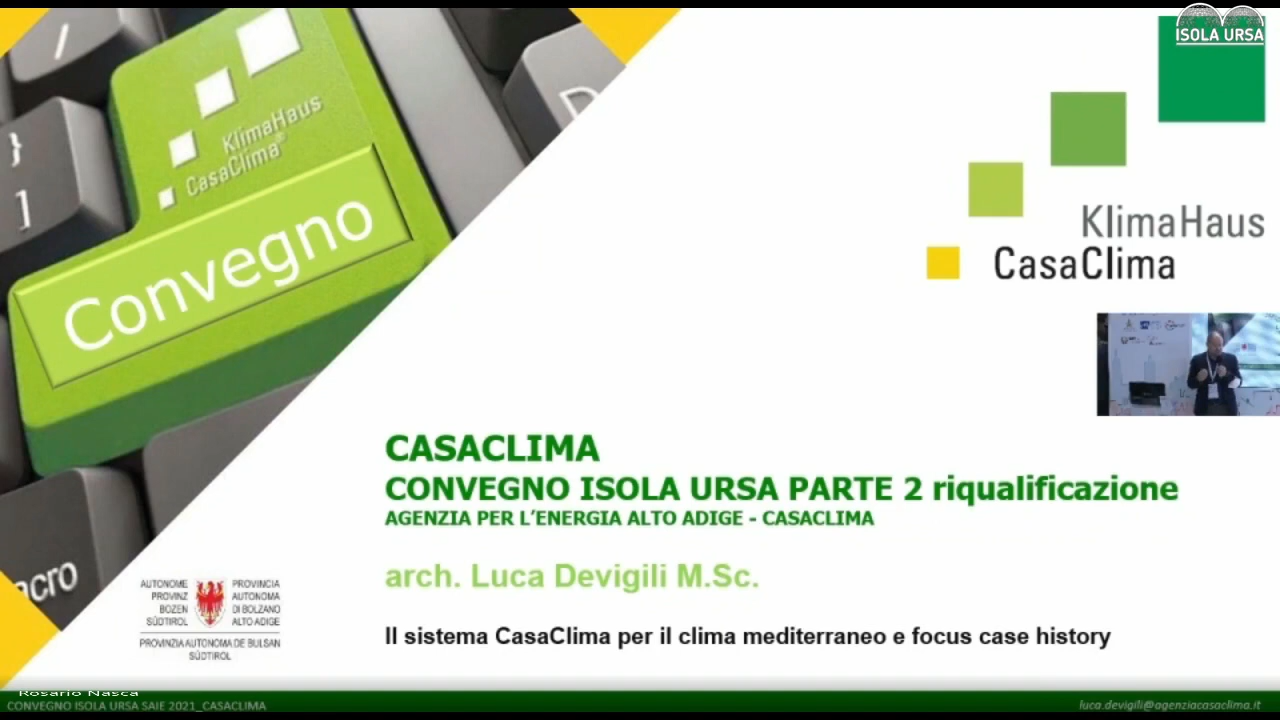 ISOLA URSA
KlimaHaus
CasaClima®
Convegno
}
1
D
acro
KlimaHaus
CasaClima
CASACLIMA
CONVEGNO ISOLA URSA PARTE 2 riqualificazione
AGENZIA PER L'ENERGIA ALTO ADIGE - CASACLIMA
arch. Luca Devigili M.Sc.
Il sistema CasaClima per il clima mediterraneo e focus case history
AUTONOME
PROVINZ
BOZEN
SÜDTIROL
PROVINCIA
AUTONOMA
DI BOLZANO
ALTO ADIGE
PROVINZIA AUTONOMA DE BULSAN
SÜDTIROL
Rosario Nasca
CONVEGNO ISOLA URSA SAIE 2021_CASACLIMA
luca.devigili@agenziacasaclima.it